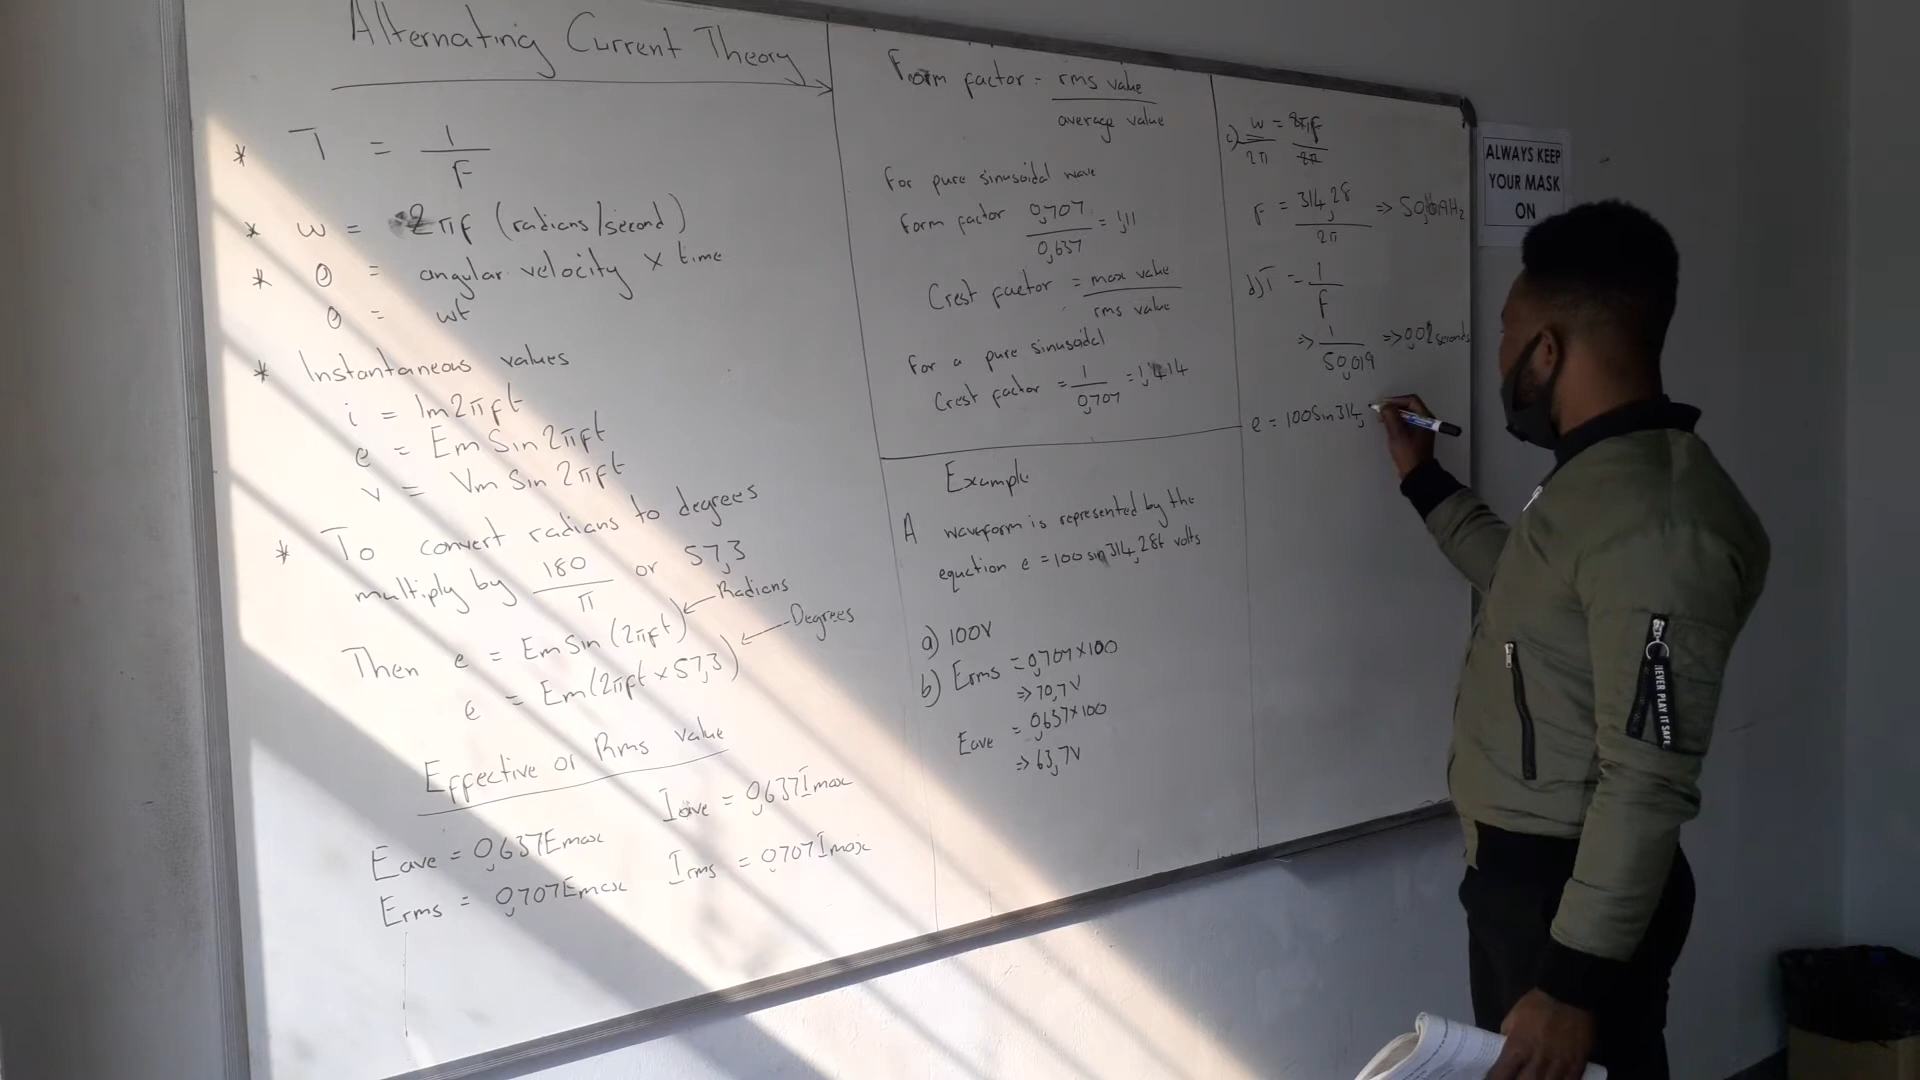 Alternating Current Theory
* T = 1/F
* w = 2πf (radians/second)
* θ = angular velocity × time
θ = wt
* Instantaneous values
i = Im2πft
e = Em Sin 2πft
v = Vm Sin 2πft
* To convert radians to degrees
multiply by 180/π or 57,3
Then e = Em Sin (2πft) ← Radians
e = Em(2πft × 57,3) ← Degrees
Effective or Rms value
Eave = 0,637Emax
Iave = 0,637Imax
Erms = 0,707Emax
Irms = 0,707Imax
Form factor = rms value / average value
for pure sinusoidal wave
form factor 0,707 / 0,637 = 1,11
Crest factor = max value / rms value
for a pure sinusoidal
Crest factor = 1/0,707 = 1,414
Example
A waveform is represented by the
equation e = 100 sin 314,28t volts
a) 100V
b) Erms = 0,707×100
=> 70,7V
Eave = 0,637×100
=> 63,7V
c) w/2π = 2πf/2π
F = 314,28/2π =>
d) T = 1/f
=> 1/50,019 => 0,02 seconds
e = 100Sin314,
ALWAYS KEEP
YOUR MASK
ON
NEVER PLAY IT SAFE